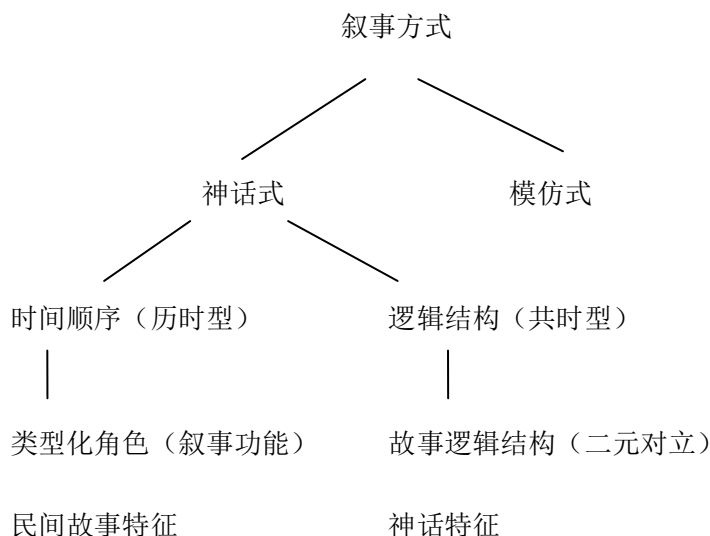 叙事方式
神话式 模仿式
时间顺序（历时型） 逻辑结构（共时型）
类型化角色（叙事功能） 故事逻辑结构（二元对立）
民间故事特征 神话特征